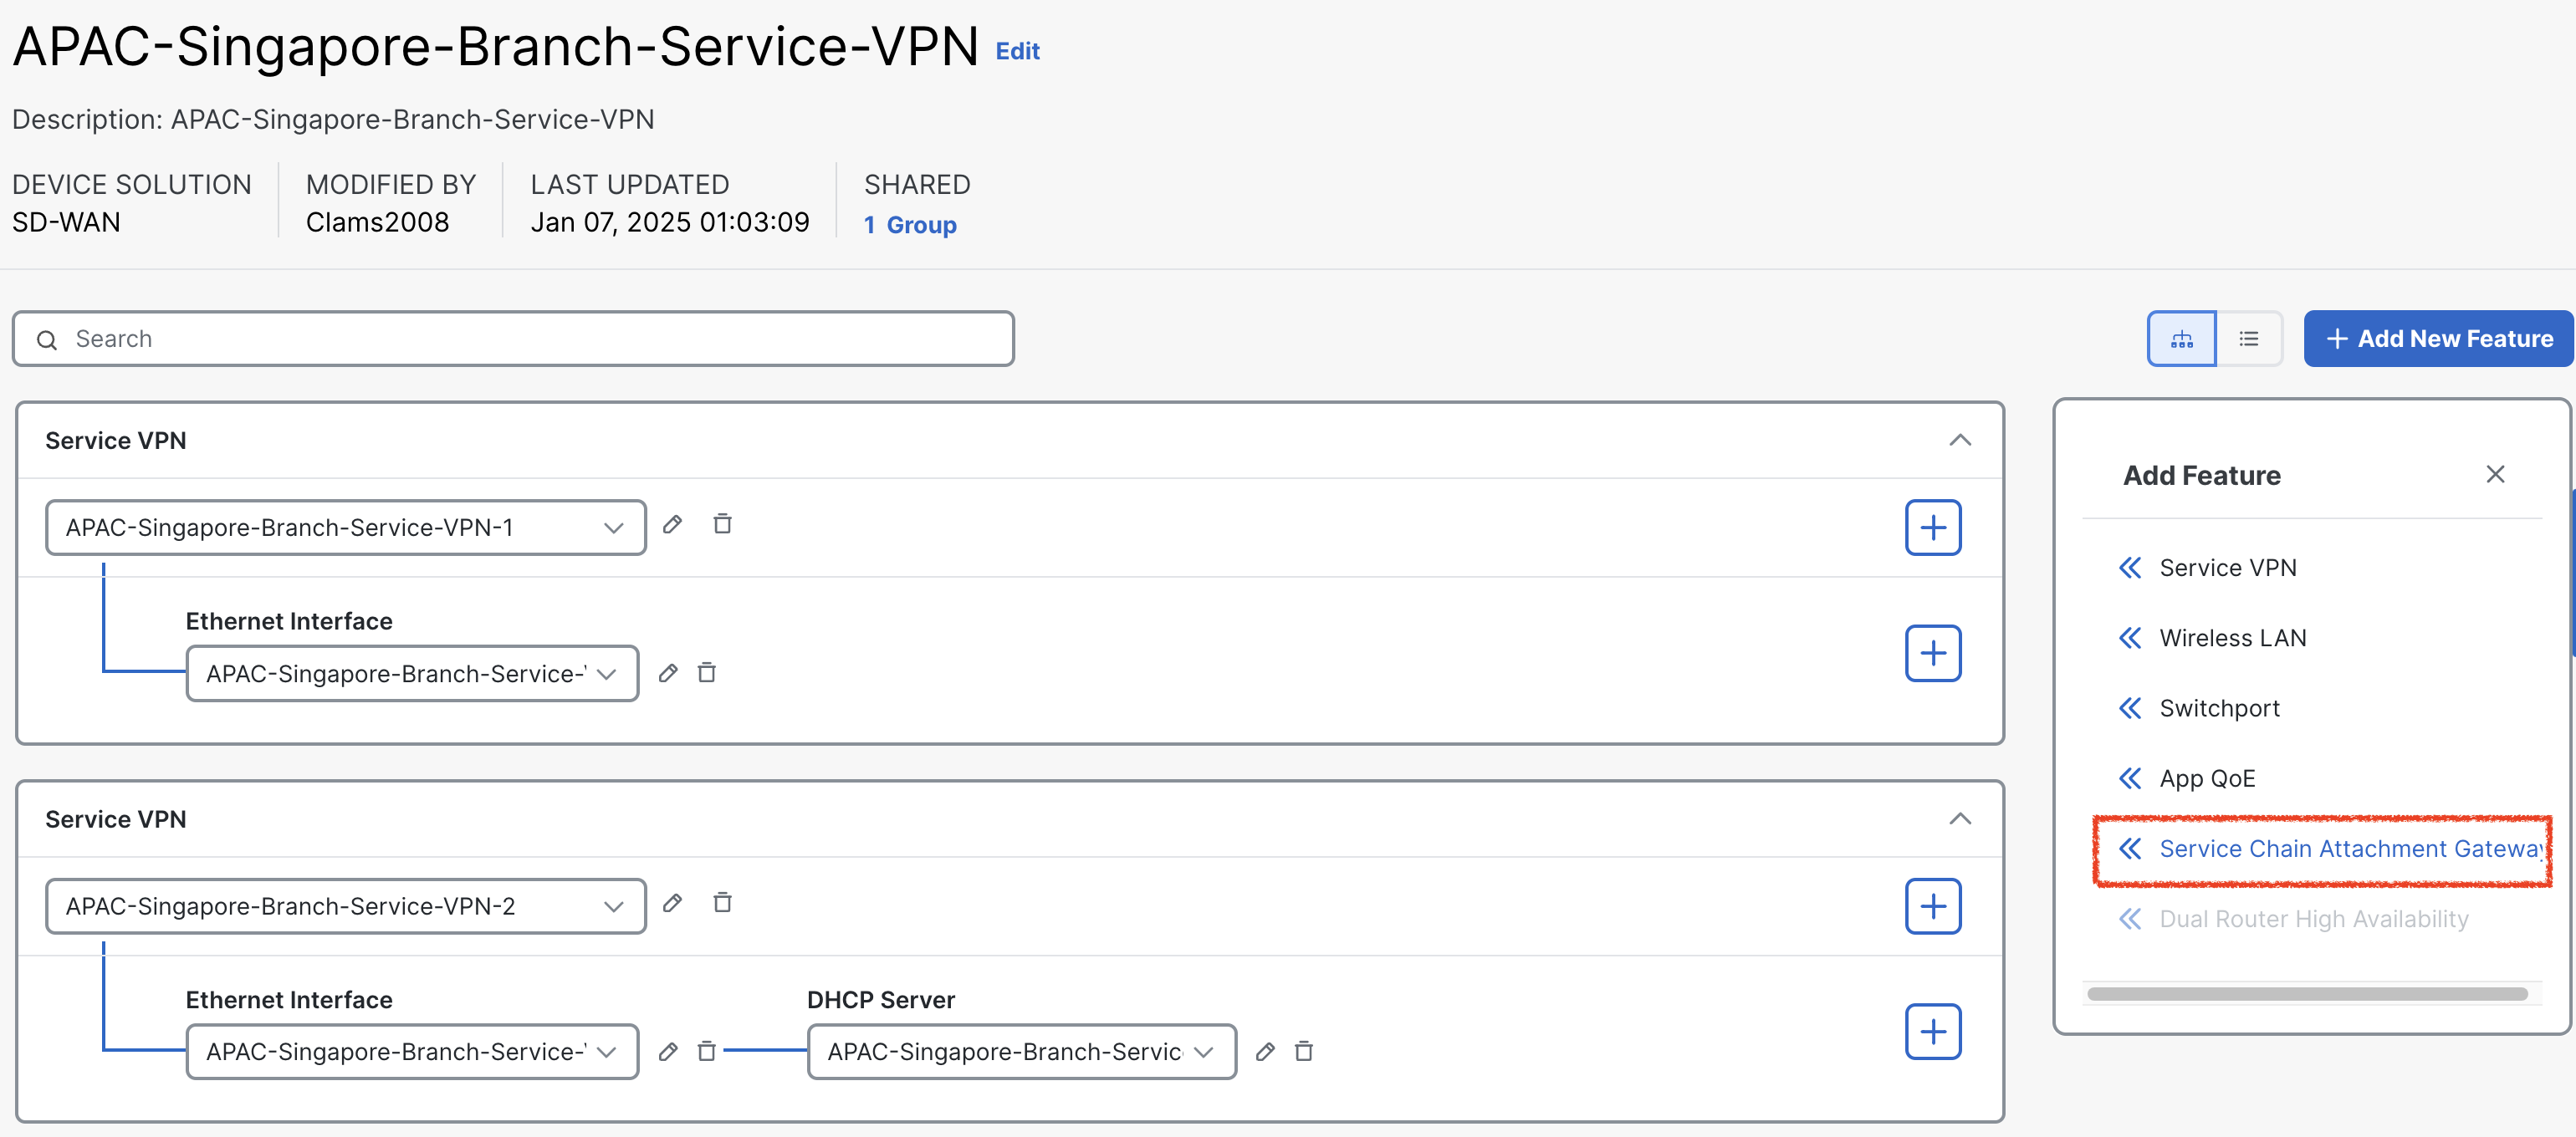 APAC-Singapore-Branch-Service-VPN Edit
Description: APAC-Singapore-Branch-Service-VPN
DEVICE SOLUTION MODIFIED BY LAST UPDATED SHARED
SD-WAN Clams2008 Jan 07, 2025 01:03:09 1 Group
Search Add New Feature
Service VPN
APAC-Singapore-Branch-Service-VPN-1
Ethernet Interface
APAC-Singapore-Branch-Service-
Service VPN
APAC-Singapore-Branch-Service-VPN-2
Ethernet Interface DHCP Server
APAC-Singapore-Branch-Service- APAC-Singapore-Branch-Servic
Add Feature
Service VPN
Wireless LAN
Switchport
App QoE
Service Chain Attachment Gateway
Dual Router High Availability